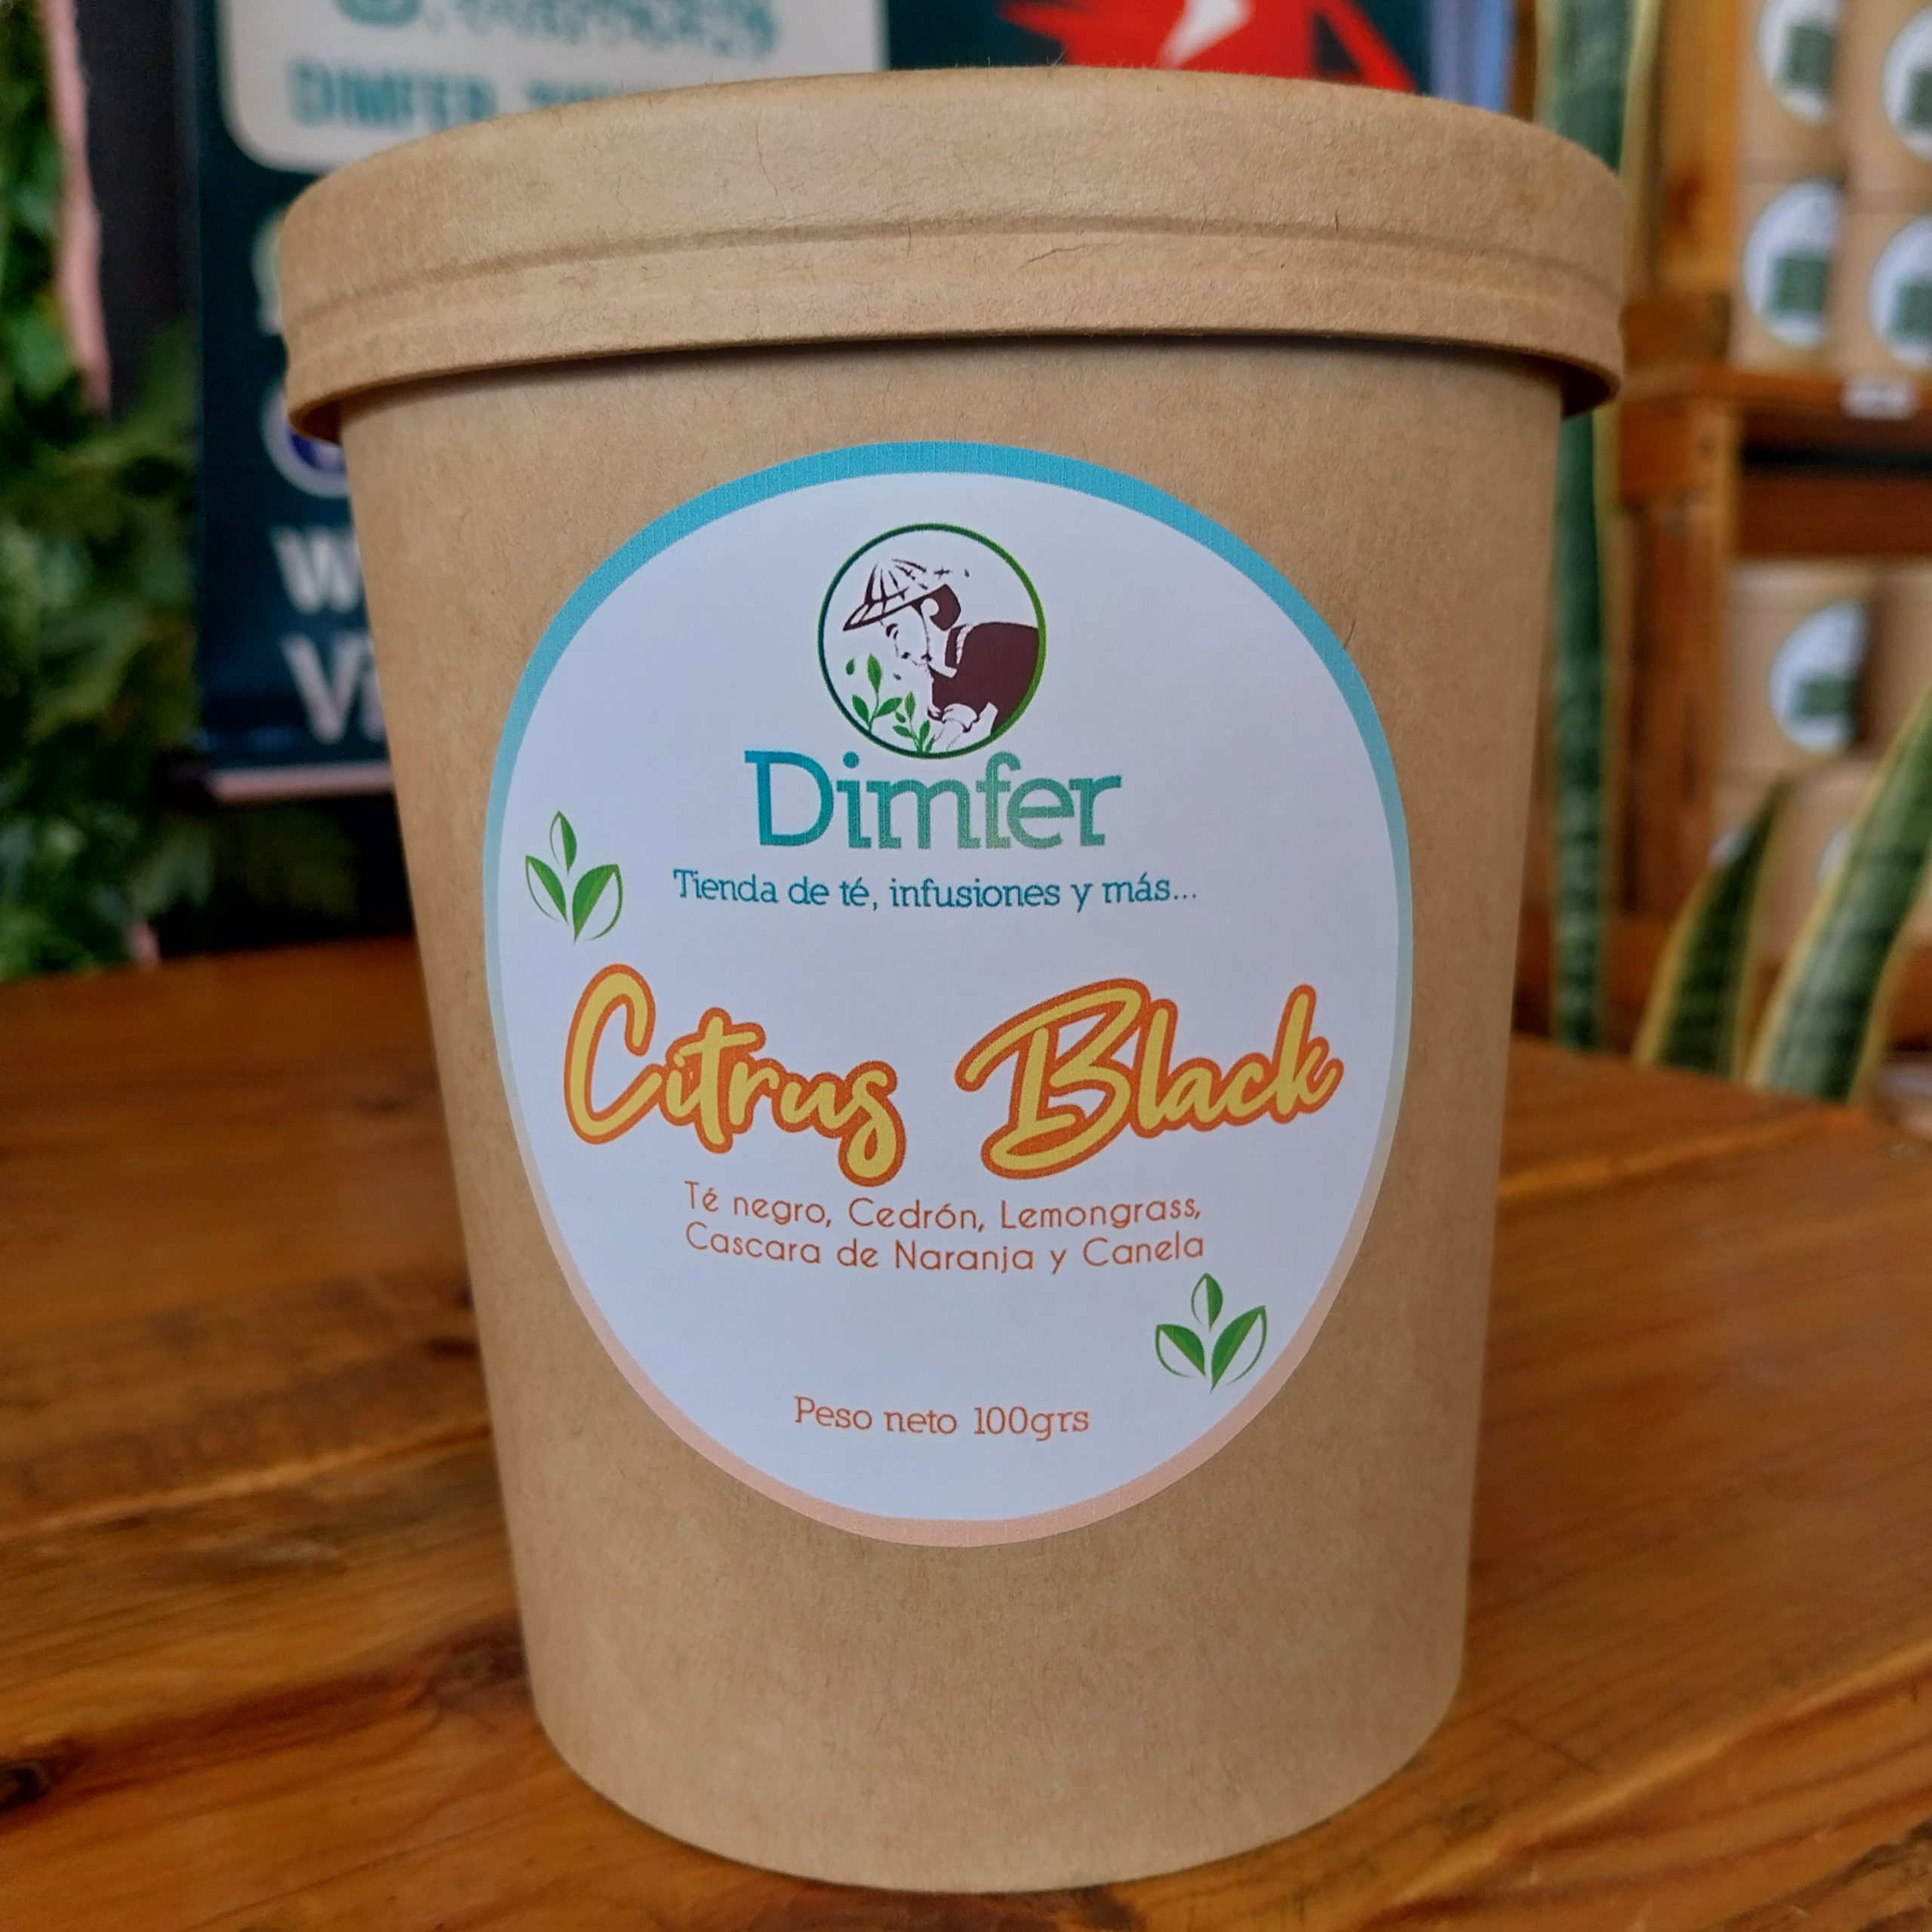 DIMFER
Dimfer
Tienda de té, infusiones y más...
Citrus Black
Té negro, Cedrón, Lemongrass,
Cascara de Naranja y Canela
Peso neto 100grs